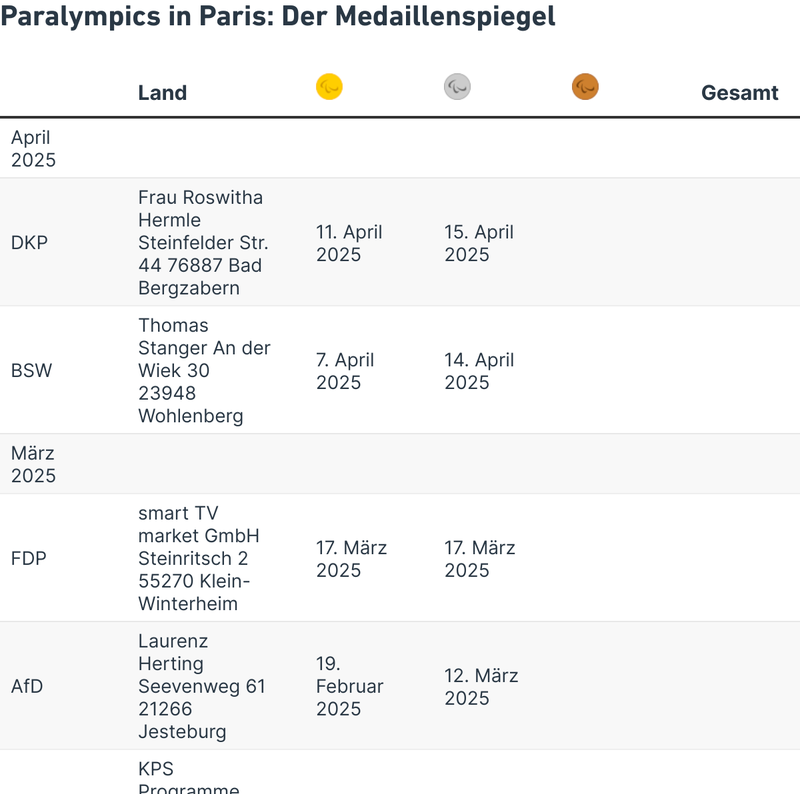 Paralympics in Paris: Der Medaillenspiegel
Land Gesamt
April
2025
DKP
Frau Roswitha
Hermle
Steinfelder Str.
44 76887 Bad
Bergzabern
11. April
2025
15. April
2025
BSW
Thomas
Stanger An der
Wiek 30
23948
Wohlenberg
7. April
2025
14. April
2025
März
2025
FDP
smart TV
market GmbH
Steinritsch 2
55270 Klein-
Winterheim
17. März
2025
17. März
2025
AfD
Laurenz
Herting
Seevenweg 61
21266
Jesteburg
19.
Februar
2025
12. März
2025
KPS
Programme